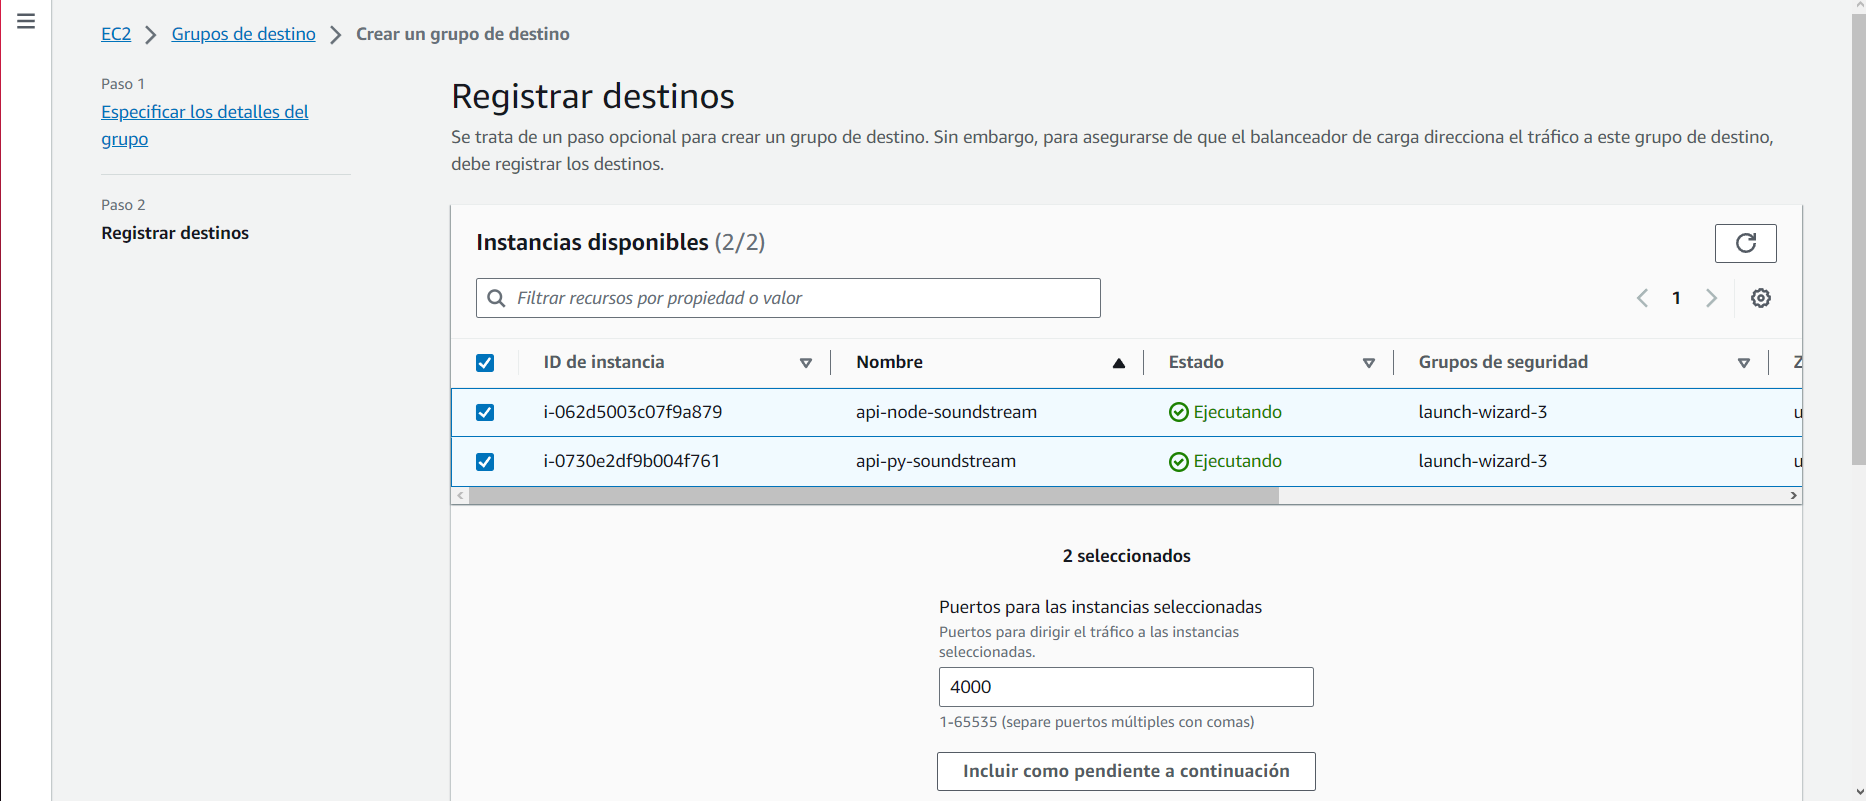 EC2 > Grupos de destino > Crear un grupo de destino
Paso 1
Especificar los detalles del
grupo
Paso 2
Registrar destinos
Registrar destinos
Se trata de un paso opcional para crear un grupo de destino. Sin embargo, para asegurarse de que el balanceador de carga direcciona el tráfico a este grupo de destino,
debe registrar los destinos.
Instancias disponibles (2/2)
Filtrar recursos por propiedad o valor
1
ID de instancia Nombre Estado Grupos de seguridad Z
i-062d5003c07f9a879 api-node-soundstream Ejecutando launch-wizard-3 u
i-0730e2df9b004f761 api-py-soundstream Ejecutando launch-wizard-3 u
2 seleccionados
Puertos para las instancias seleccionadas
Puertos para dirigir el tráfico a las instancias
seleccionadas.
4000
1-65535 (separe puertos múltiples con comas)
Incluir como pendiente a continuación